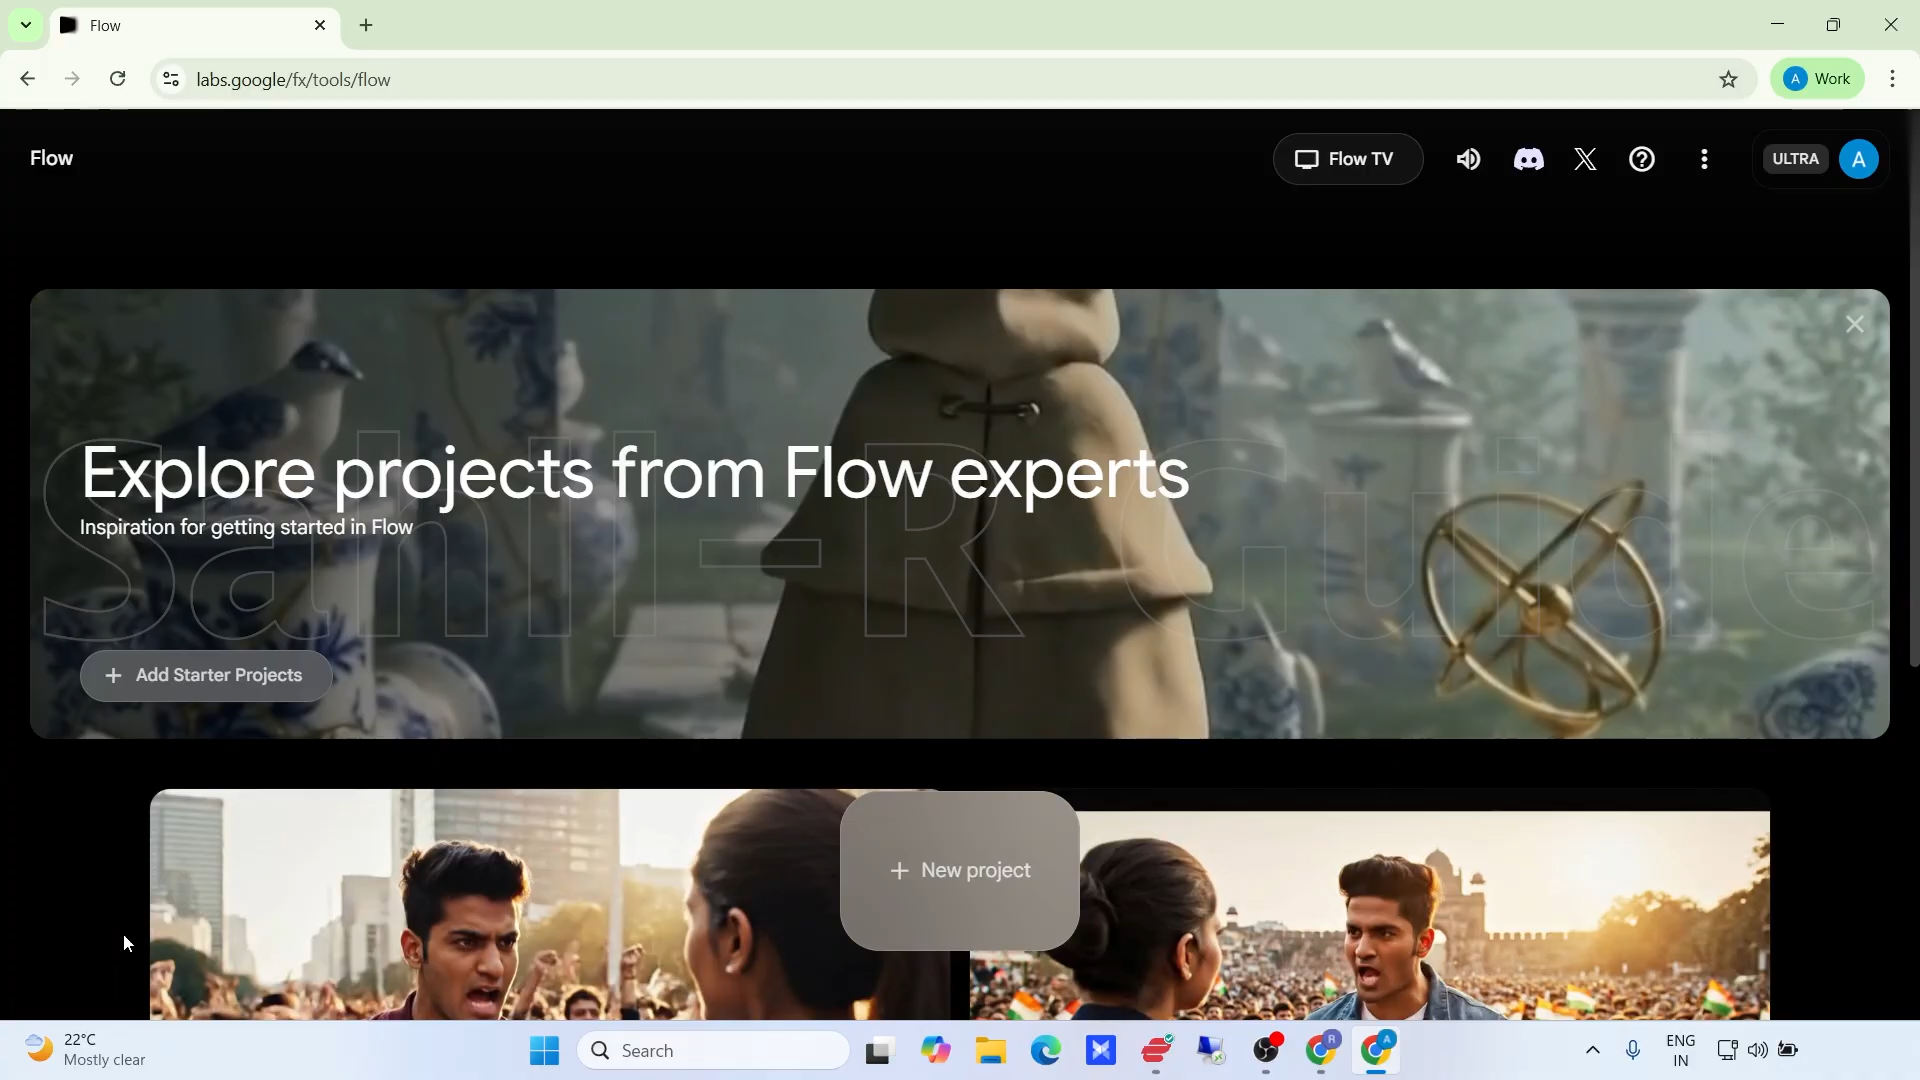 Flow
labs.google/fx/tools/flow
Work
A
Flow
Flow TV
ULTRA
A
Explore projects from Flow experts
Inspiration for getting started in Flow
Add Starter Projects
New project
22°C
Mostly clear
Search
R
A
ENG
IN